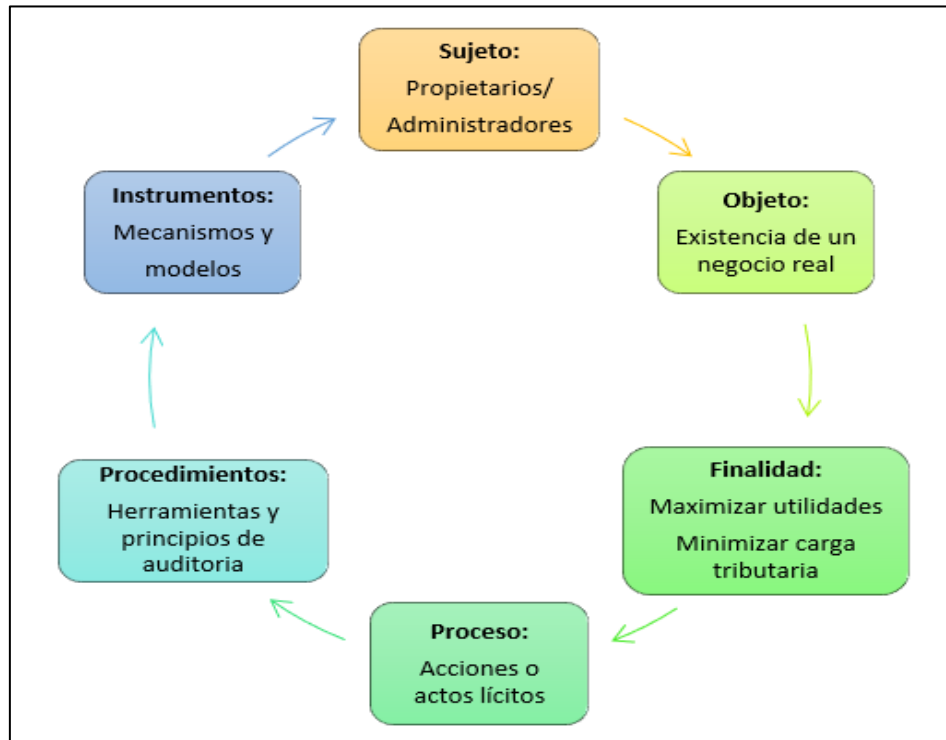 Sujeto:
Propietarios/
Administradores
Objeto:
Existencia de un
negocio real
Finalidad:
Maximizar utilidades
Minimizar carga
tributaria
Proceso:
Acciones o
actos lícitos
Procedimientos:
Herramientas y
principios de
auditoria
Instrumentos:
Mecanismos y
modelos